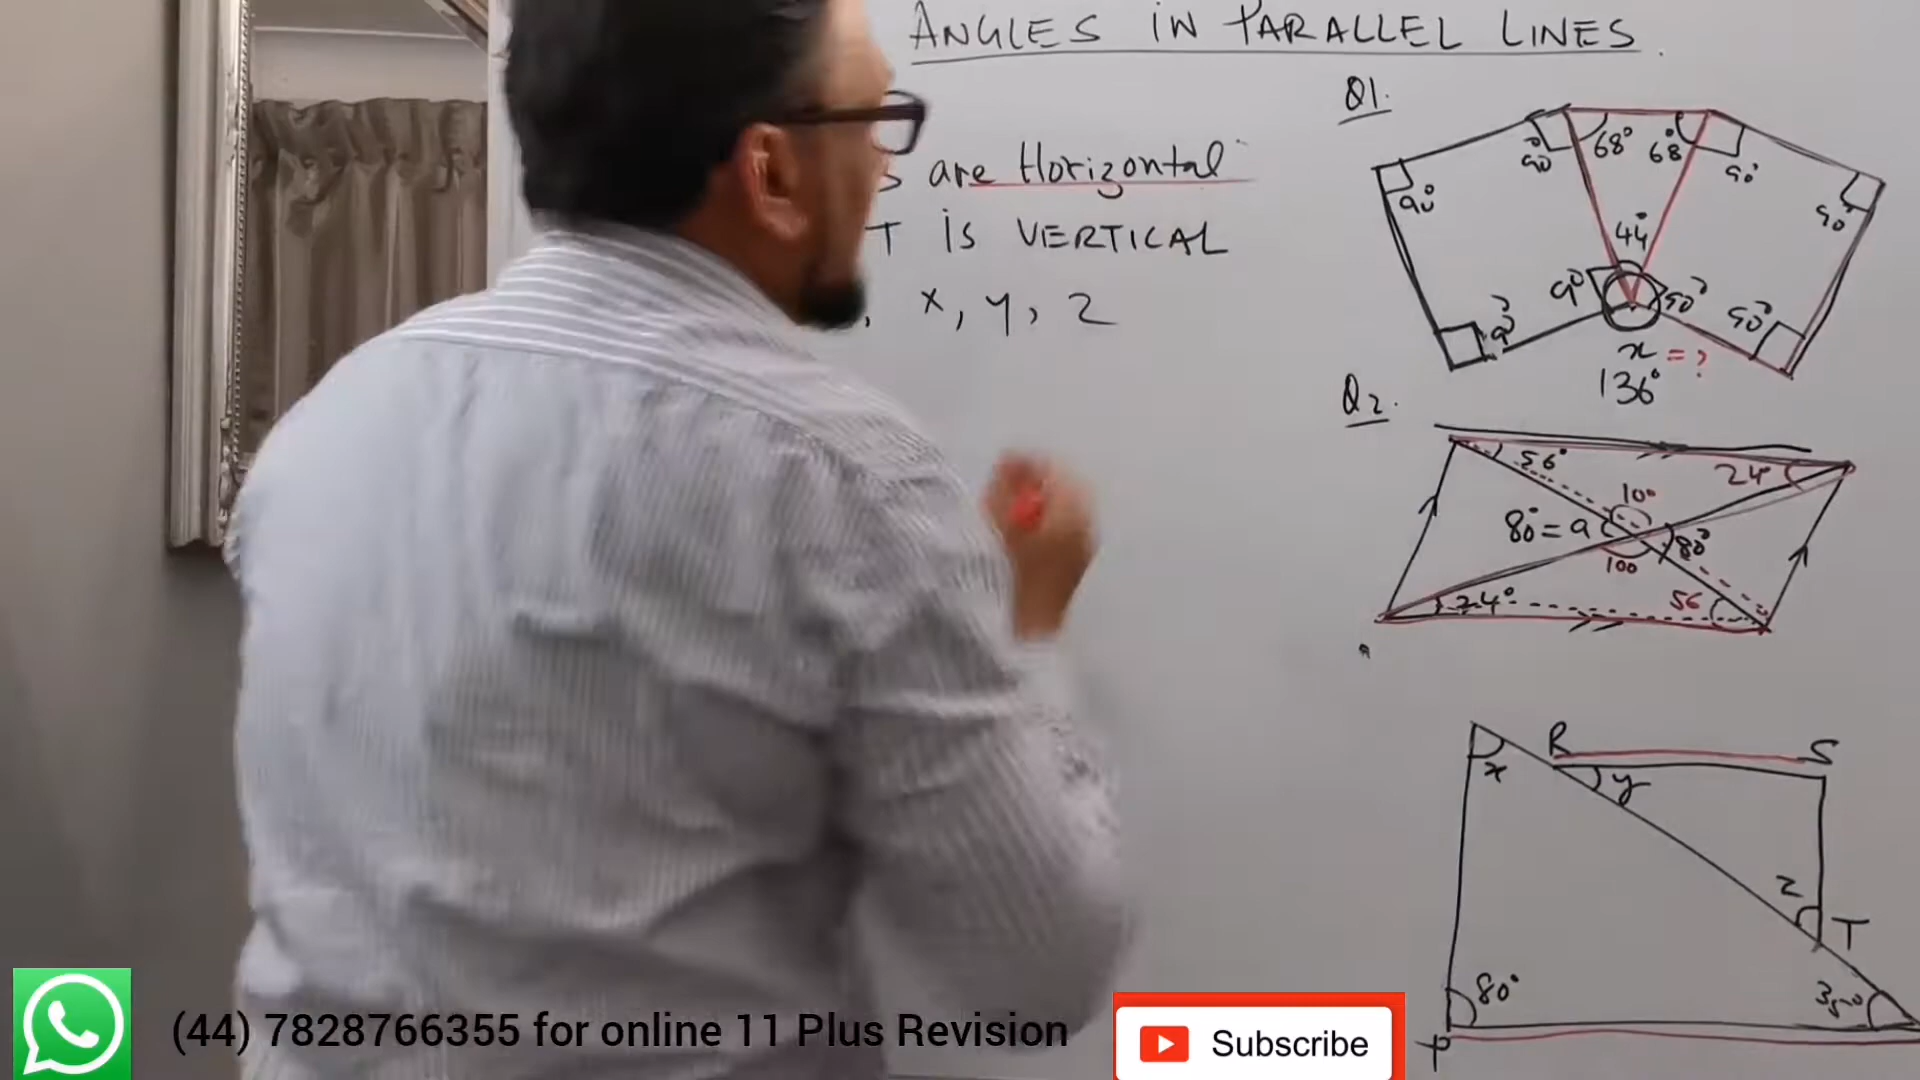 ANGLES IN PARALLEL LINES.
are Horizontal
T IS VERTICAL
, x, y, z
Q1.
68° 68°
90° 90°
90° 90°
44°
90° 90° 90°
90°
x = ?
136°
Q2.
56° 24°
100
80° = a 80°
100
24° 56
R S
x y
z
T
80° 35°
P
(44) 7828766355 for online 11 Plus Revision
Subscribe